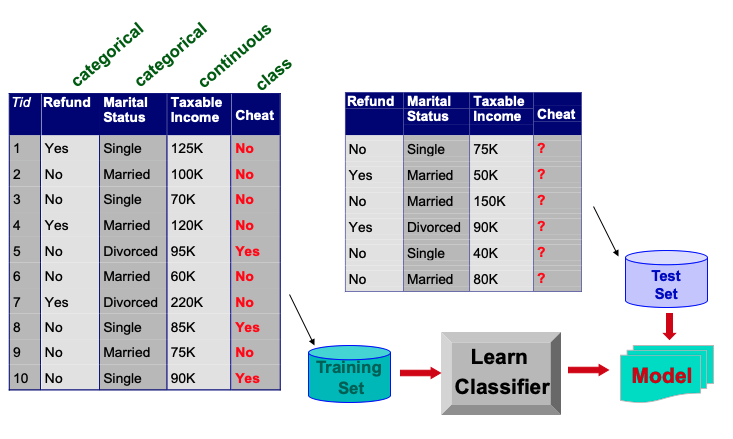 categorical
categorical
continuous
class
Tid Refund Marital Status Taxable Income Cheat
1 Yes Single 125K No
2 No Married 100K No
3 No Single 70K No
4 Yes Married 120K No
5 No Divorced 95K Yes
6 No Married 60K No
7 Yes Divorced 220K No
8 No Single 85K Yes
9 No Married 75K No
10 No Single 90K Yes
Refund Marital Status Taxable Income Cheat
No Single 75K ?
Yes Married 50K ?
No Married 150K ?
Yes Divorced 90K ?
No Single 40K ?
No Married 80K ?
Test
Set
Training
Set
Learn
Classifier
Model